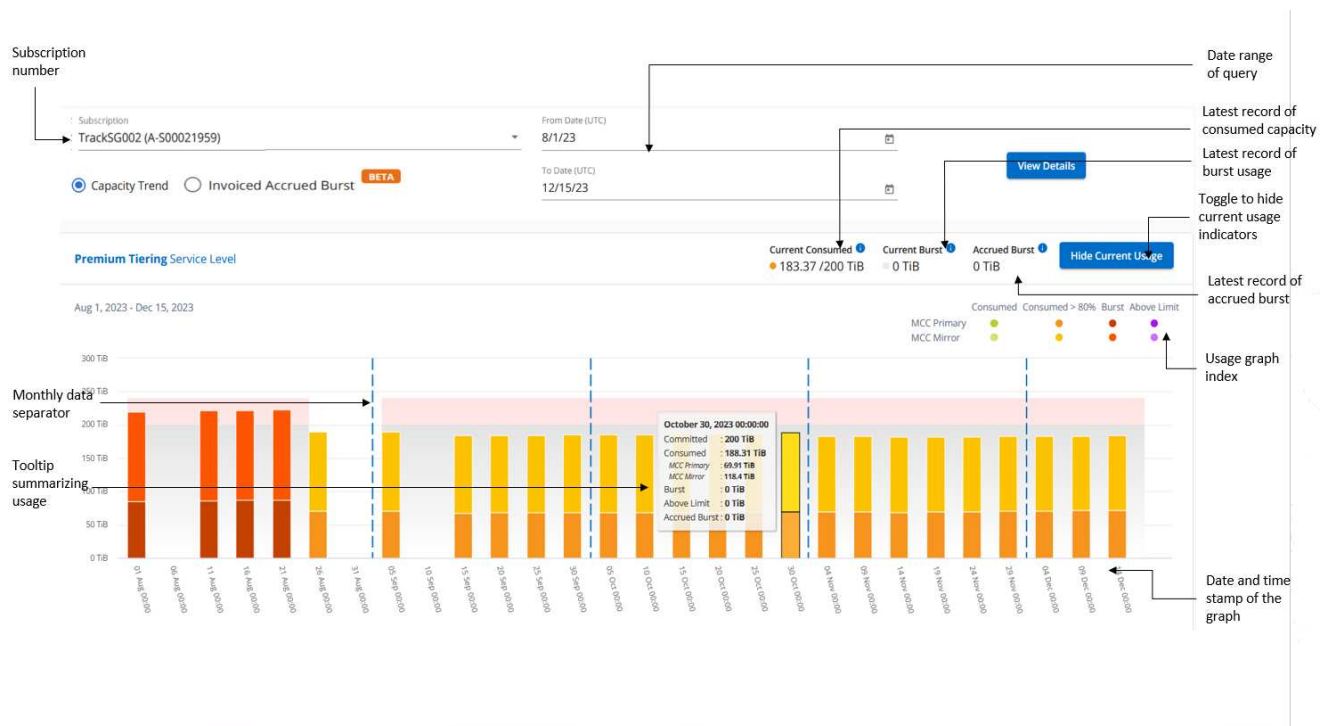 Subscription
number
Date range
of query
Latest record of
consumed capacity
Latest record of
burst usage
Toggle to hide
current usage
indicators
Latest record of
accrued burst
Usage graph
index
Monthly data
separator
Tooltip
summarizing
usage
Date and time
stamp of the
graph
Subscription
TrackSG002 (A-S00021959)
From Date (UTC)
8/1/23
To Date (UTC)
12/15/23
View Details
Capacity Trend
Invoiced Accrued Burst
BETA
Premium Tiering Service Level
Current Consumed
183.37 /200 TiB
Current Burst
0 TiB
Accrued Burst
0 TiB
Hide Current Usage
Aug 1, 2023 - Dec 15, 2023
Consumed Consumed > 80% Burst Above Limit
MCC Primary
MCC Mirror
300 TiB
250 TiB
200 TiB
150 TiB
100 TiB
50 TiB
0 TiB
October 30, 2023 00:00:00
Committed : 200 TiB
Consumed : 188.31 TiB
MCC Primary : 69.91 TiB
MCC Mirror : 118.4 TiB
Burst : 0 TiB
Above Limit : 0 TiB
Accrued Burst : 0 TiB
01 Aug 00:00
06 Aug 00:00
11 Aug 00:00
16 Aug 00:00
21 Aug 00:00
26 Aug 00:00
31 Aug 00:00
05 Sep 00:00
10 Sep 00:00
15 Sep 00:00
20 Sep 00:00
25 Sep 00:00
30 Sep 00:00
05 Oct 00:00
10 Oct 00:00
15 Oct 00:00
20 Oct 00:00
25 Oct 00:00
30 Oct 00:00
04 Nov 00:00
09 Nov 00:00
14 Nov 00:00
19 Nov 00:00
24 Nov 00:00
29 Nov 00:00
04 Dec 00:00
09 Dec 00:00
Dec 00:00